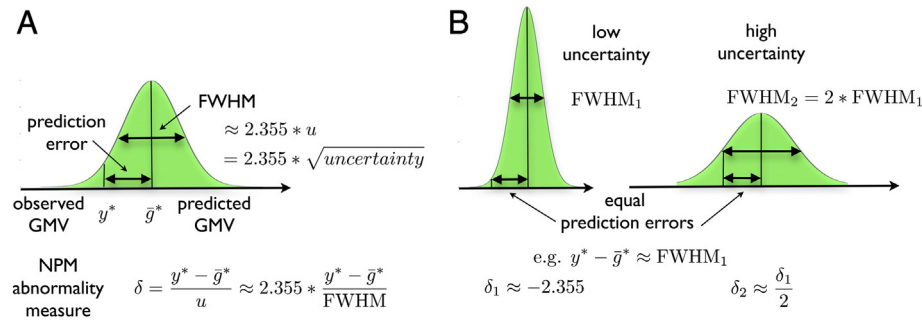 A
FWHM
prediction
error
≈ 2.355 * u
= 2.355 * √uncertainty
observed
GMV
y*
ḡ*
predicted
GMV
NPM
abnormality
measure
δ = (y* − ḡ*)/u ≈ 2.355 * (y* − ḡ*)/FWHM
B
low
uncertainty
FWHM₁
high
uncertainty
FWHM₂ = 2 * FWHM₁
equal
prediction errors
e.g. y* − ḡ* ≈ FWHM₁
δ₁ ≈ −2.355
δ₂ ≈ δ₁/2